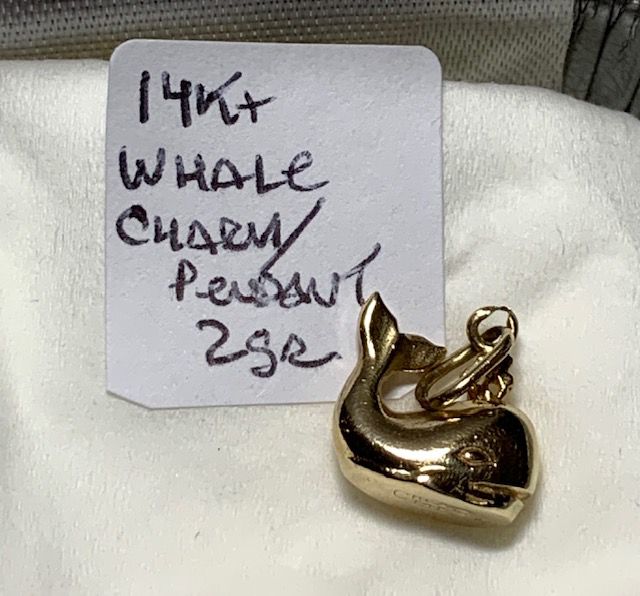 14Kt
WHALE
CHARM/
PENDANT
2gr